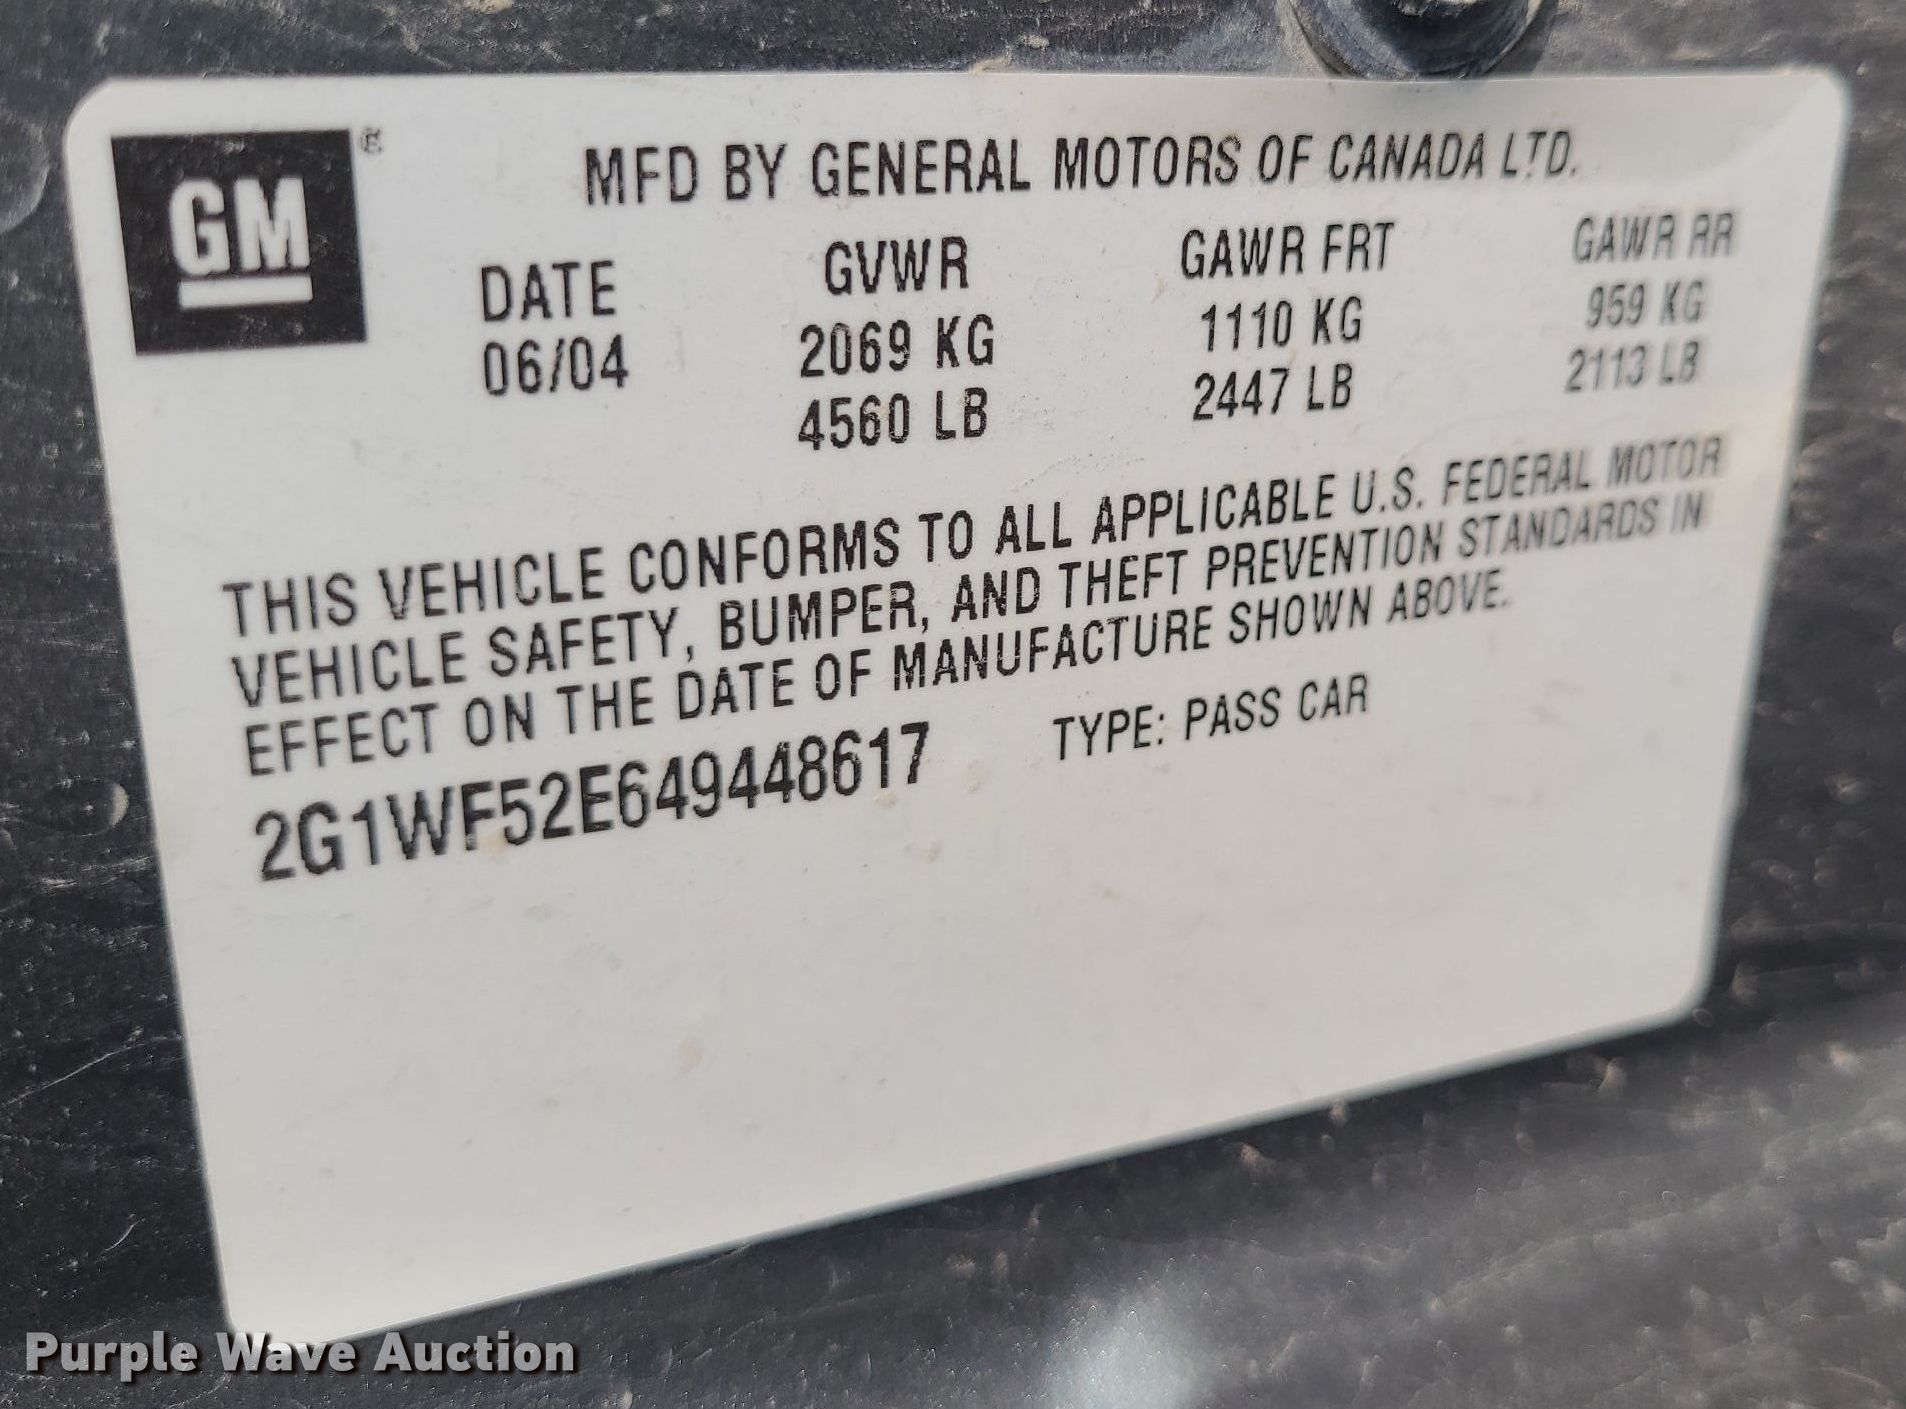 GM
MFD BY GENERAL MOTORS OF CANADA LTD.
DATE GVWR GAWR FRT GAWR RR
06/04 2069 KG 1110 KG 959 KG
4560 LB 2447 LB 2113 LB
THIS VEHICLE CONFORMS TO ALL APPLICABLE U.S. FEDERAL MOTOR
VEHICLE SAFETY, BUMPER, AND THEFT PREVENTION STANDARDS IN
EFFECT ON THE DATE OF MANUFACTURE SHOWN ABOVE.
2G1WF52E649448617 TYPE: PASS CAR
Purple Wave Auction